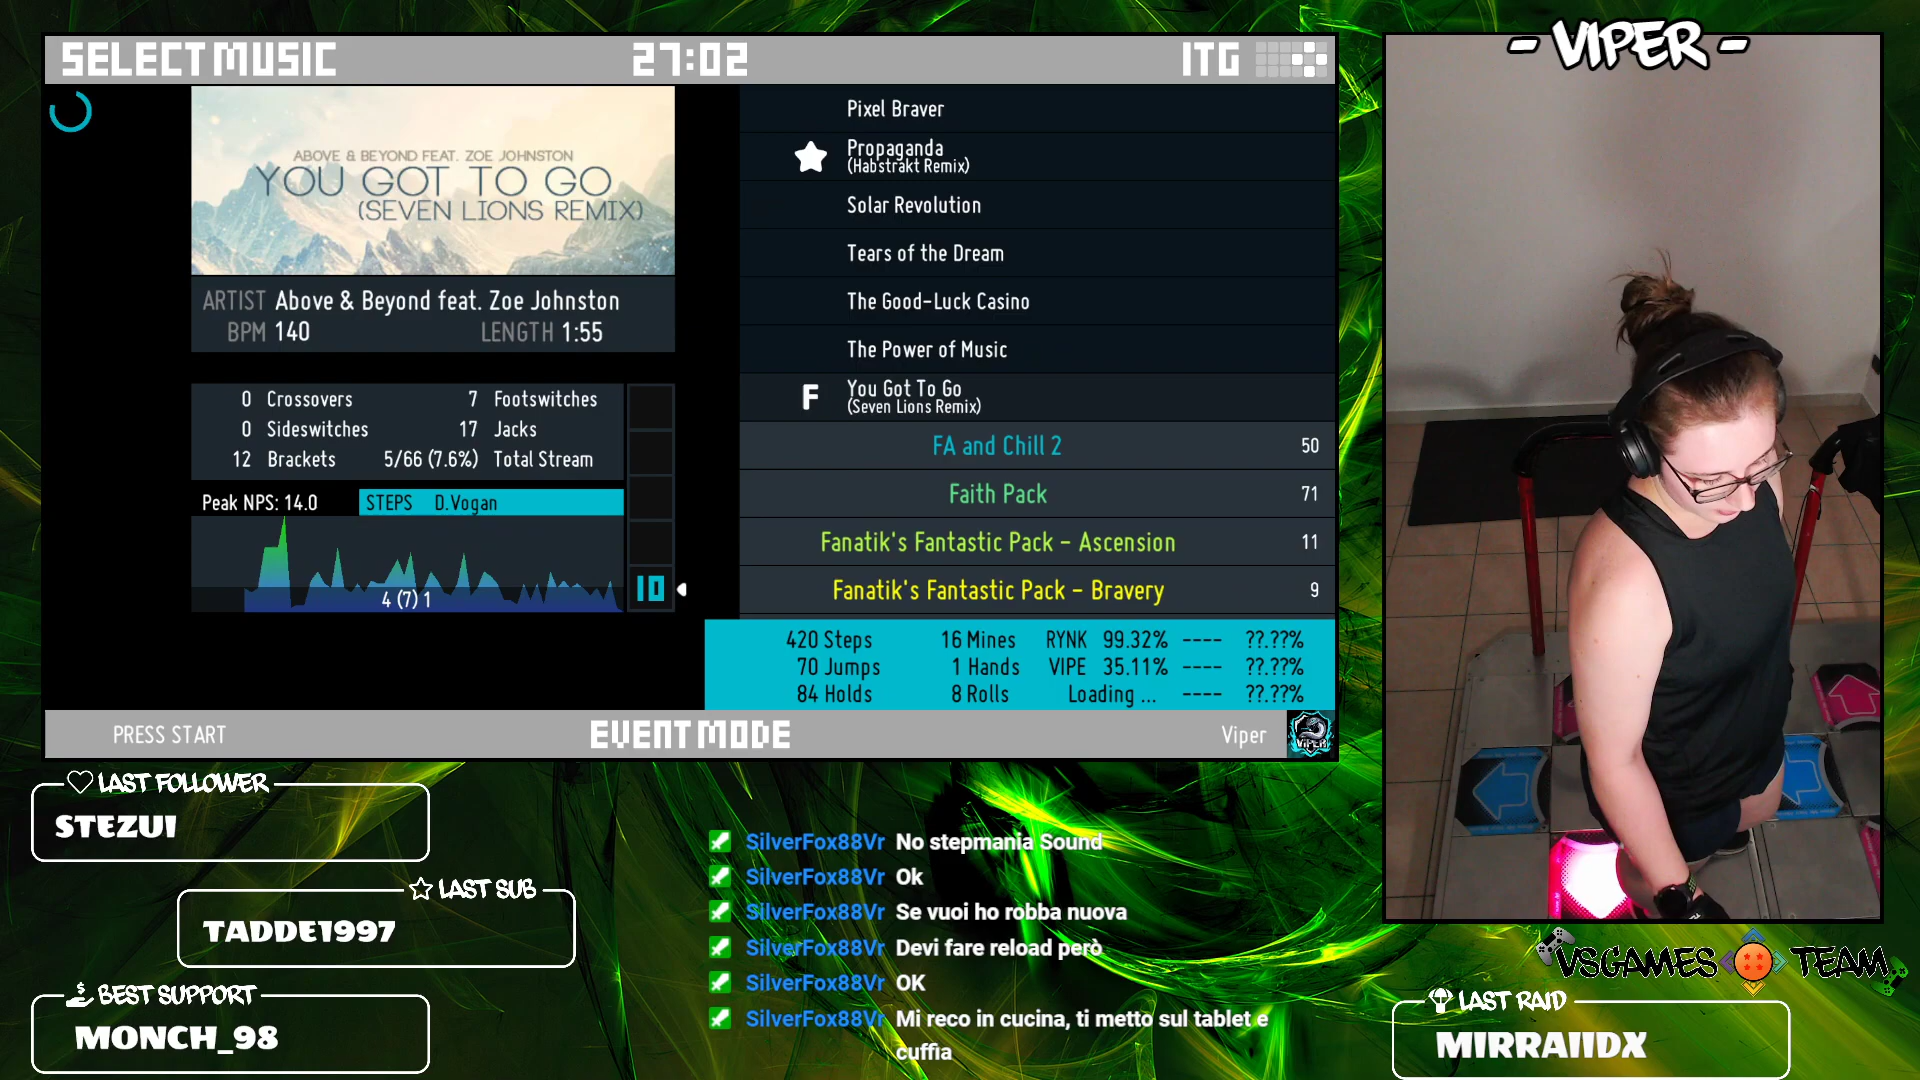 SELECT MUSIC
27:02
ITG
ABOVE & BEYOND FEAT. ZOE JOHNSTON
YOU GOT TO GO
(SEVEN LIONS REMIX)
ARTIST Above & Beyond feat. Zoe Johnston
BPM 140 LENGTH 1:55
0 Crossovers 7 Footswitches
0 Sideswitches 17 Jacks
12 Brackets 5/66 (7.6%) Total Stream
Peak NPS: 14.0 STEPS D.Vogan
4 (7) 1
10
Pixel Braver
Propaganda
(Habstrakt Remix)
Solar Revolution
Tears of the Dream
The Good-Luck Casino
The Power of Music
F You Got To Go
(Seven Lions Remix)
FA and Chill 2 50
Faith Pack 71
Fanatik's Fantastic Pack - Ascension 11
Fanatik's Fantastic Pack - Bravery 9
420 Steps 16 Mines RYNK 99.32% ---- ??.??%
70 Jumps 1 Hands VIPE 35.11% ---- ??.??%
84 Holds 8 Rolls Loading ... ---- ??.??%
PRESS START
EVENT MODE
Viper
VIPER
- VIPER -
LAST FOLLOWER
STEZUI
LAST SUB
TADDE1997
BEST SUPPORT
MONCH_98
SilverFox88Vr No stepmania Sound
SilverFox88Vr Ok
SilverFox88Vr Se vuoi ho robba nuova
SilverFox88Vr Devi fare reload però
SilverFox88Vr OK
SilverFox88Vr Mi reco in cucina, ti metto sul tablet e
cuffia
VSGAMES TEAM
LAST RAID
MIRRAIIDX